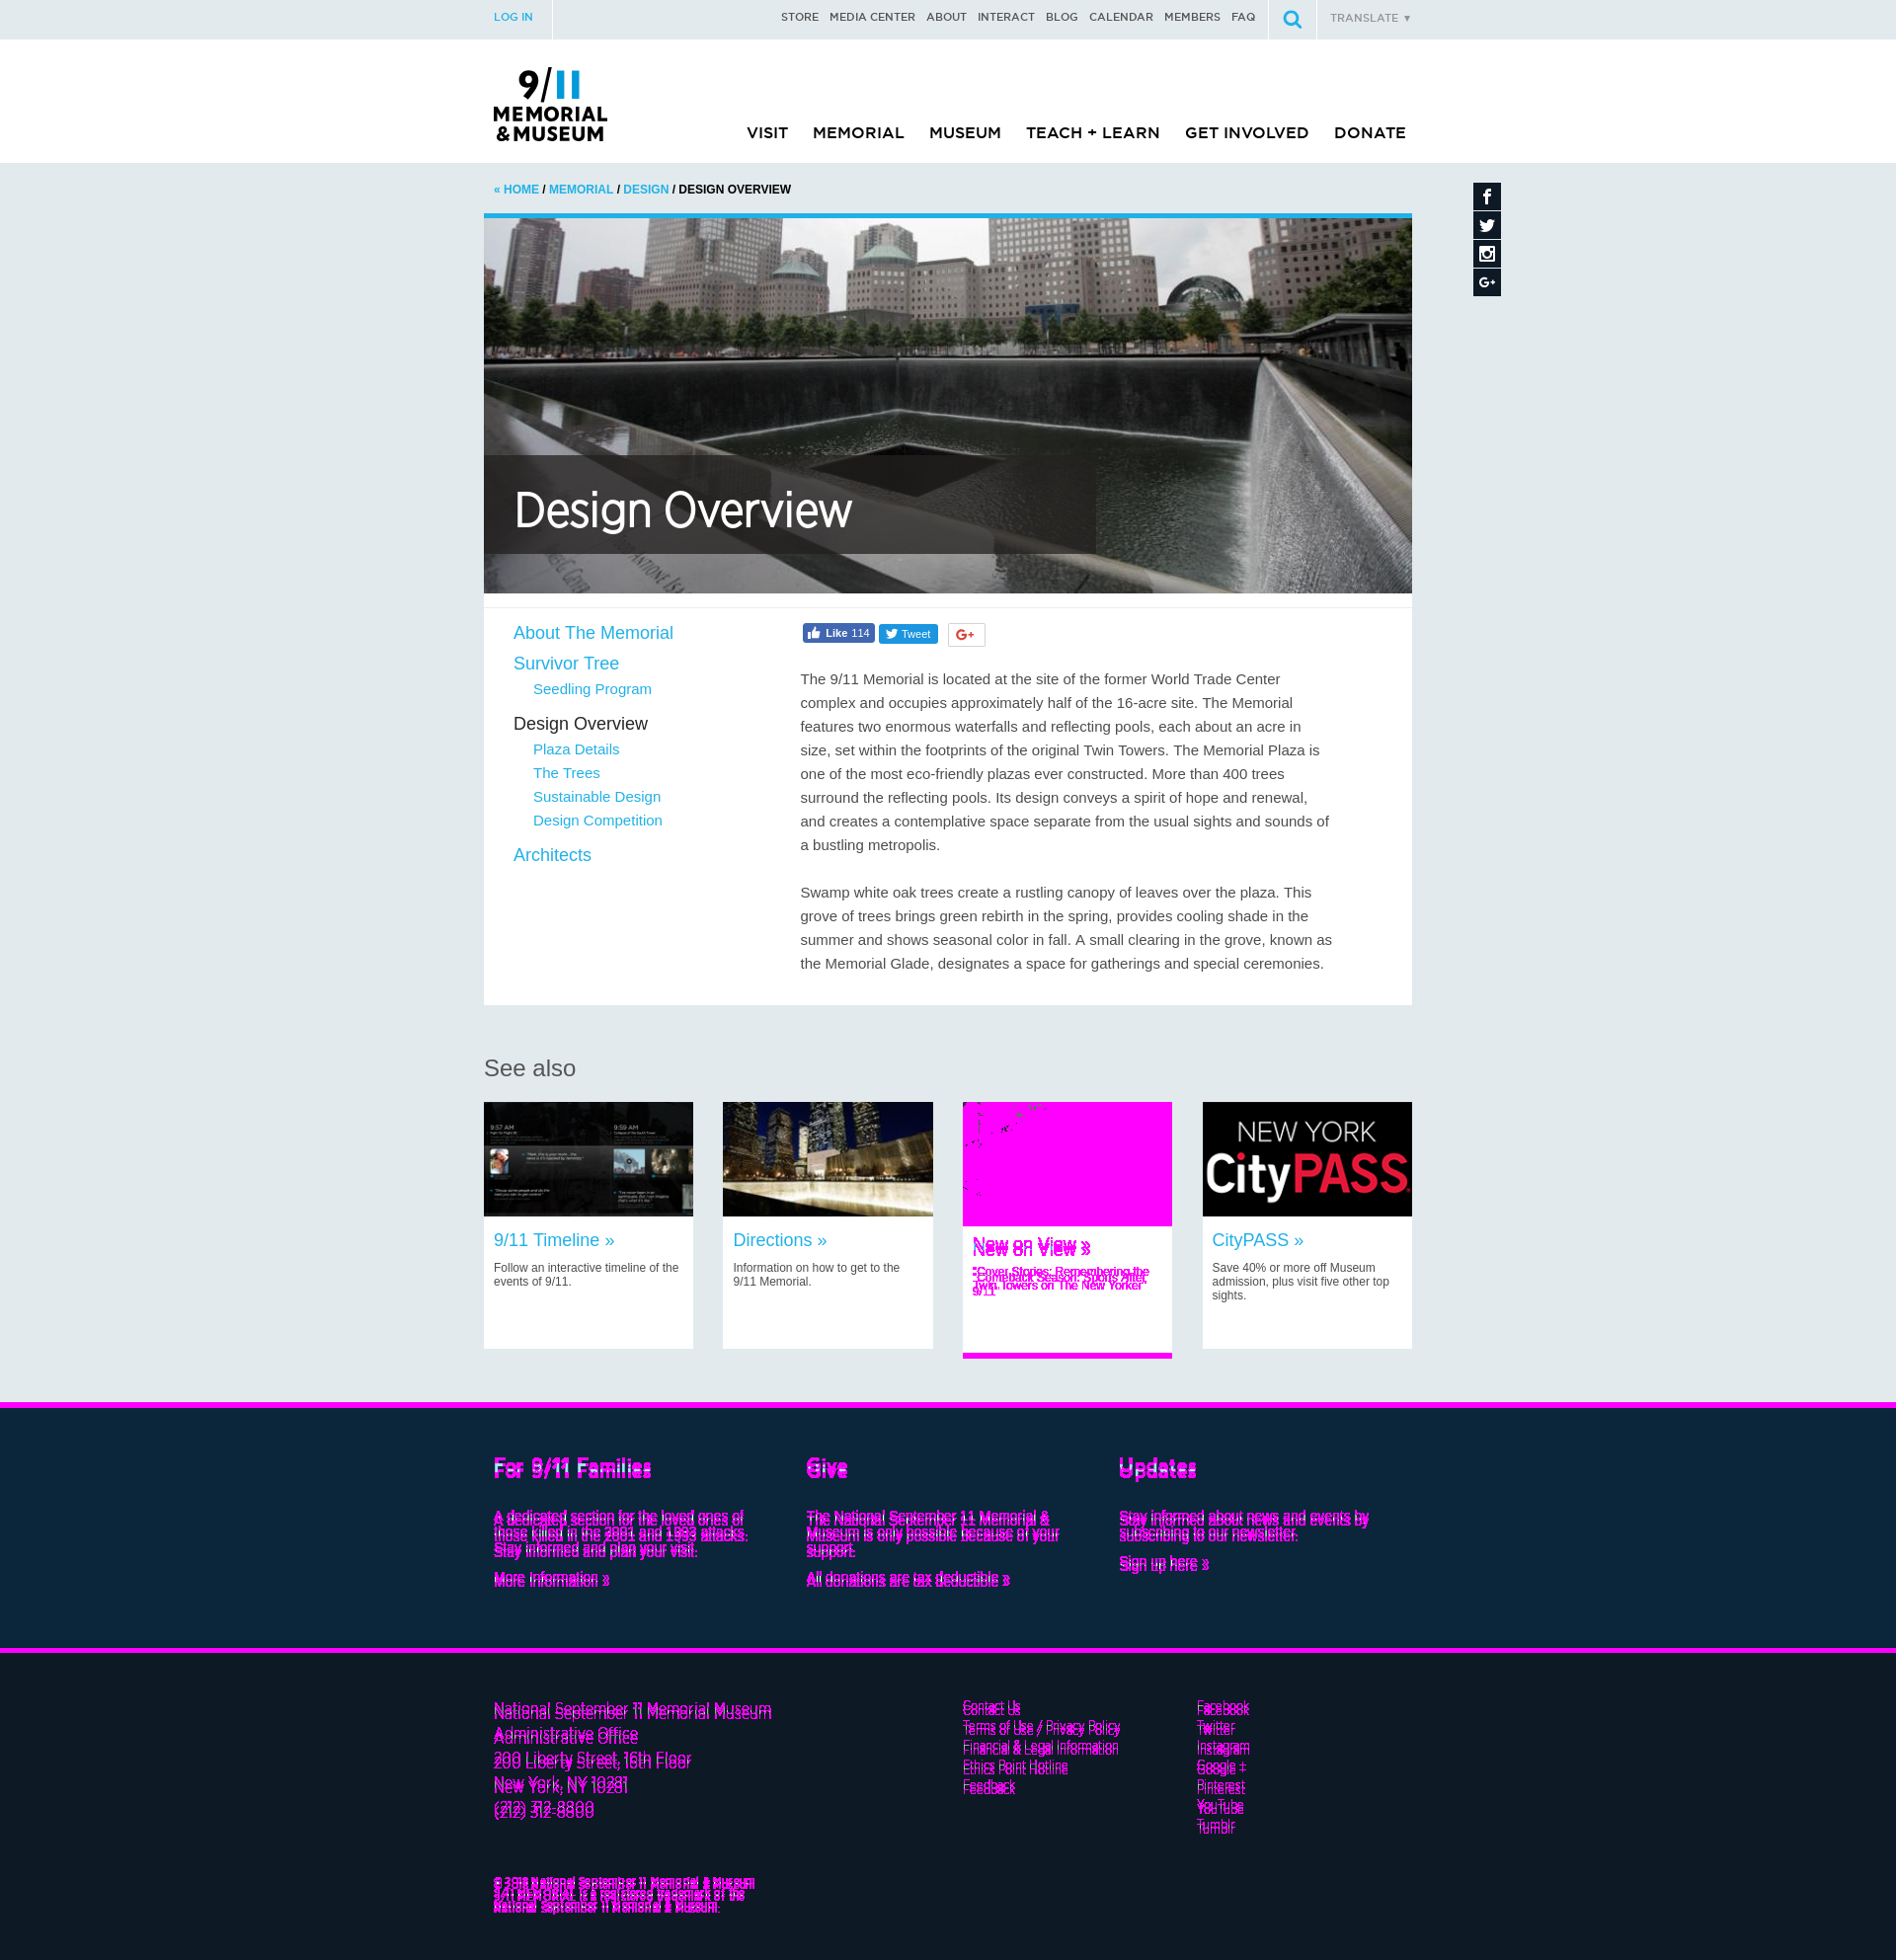 LOG IN
STORE MEDIA CENTER ABOUT INTERACT BLOG CALENDAR MEMBERS FAQ
TRANSLATE ▼
9/11
MEMORIAL
& MUSEUM
VISIT MEMORIAL MUSEUM TEACH + LEARN GET INVOLVED DONATE
« HOME / MEMORIAL / DESIGN / DESIGN OVERVIEW
Design Overview
About The Memorial
Survivor Tree
Seedling Program
Design Overview
Plaza Details
The Trees
Sustainable Design
Design Competition
Architects
Like 114
Tweet
G+
The 9/11 Memorial is located at the site of the former World Trade Center
complex and occupies approximately half of the 16-acre site. The Memorial
features two enormous waterfalls and reflecting pools, each about an acre in
size, set within the footprints of the original Twin Towers. The Memorial Plaza is
one of the most eco-friendly plazas ever constructed. More than 400 trees
surround the reflecting pools. Its design conveys a spirit of hope and renewal,
and creates a contemplative space separate from the usual sights and sounds of
a bustling metropolis.
Swamp white oak trees create a rustling canopy of leaves over the plaza. This
grove of trees brings green rebirth in the spring, provides cooling shade in the
summer and shows seasonal color in fall. A small clearing in the grove, known as
the Memorial Glade, designates a space for gatherings and special ceremonies.
See also
9:57 AM
9:59 AM
NEW YORK
CityPASS
9/11 Timeline »
Follow an interactive timeline of the
events of 9/11.
Directions »
Information on how to get to the
9/11 Memorial.
Now on View »
CityPASS »
Save 40% or more off Museum
admission, plus visit five other top
sights.
For 9/11 Families
A dedicated section for the loved ones of
those killed in the 2001 and 1993 attacks.
Stay informed and plan your visit.
More Information »
Give
The National September 11 Memorial &
Museum is only possible because of your
support.
All donations are tax deductible »
Updates
Stay informed about news and events by
subscribing to our newsletter.
Sign up here »
National September 11 Memorial Museum
Administrative Office
200 Liberty Street, 16th Floor
New York, NY 10281
(212) 312-8800
Contact Us
Terms of Use / Privacy Policy
Financial & Legal Information
Ethics Point Hotline
Feedback
Facebook
Twitter
Instagram
Google +
Pinterest
YouTube
Tumblr
National September 11 Memorial & Museum
9/11 MEMORIAL is a registered trademark of the
National September 11 Memorial & Museum.